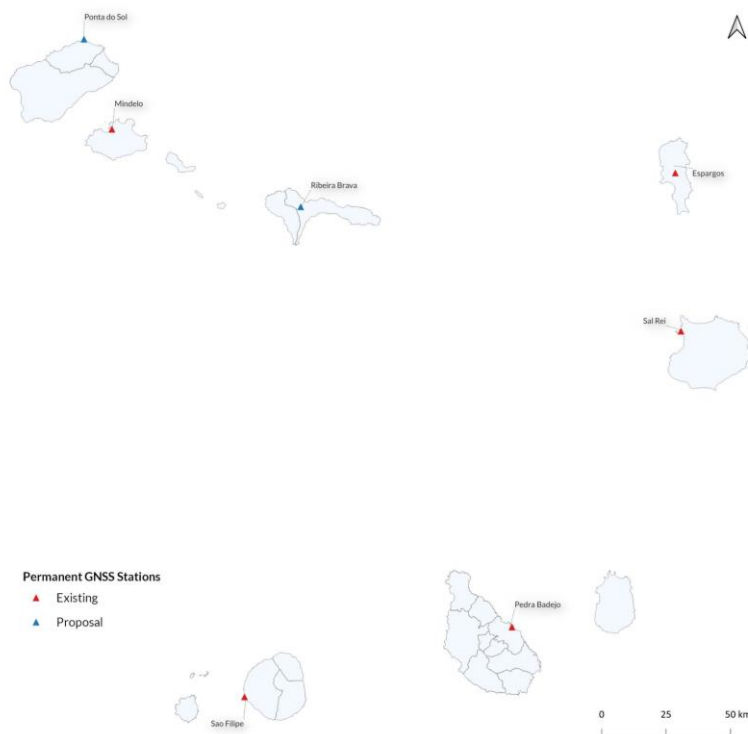 Ponta do Sol
Mindelo
Ribeira Brava
Espargos
Sal Rei
Permanent GNSS Stations
Existing
Proposal
Pedra Badejo
Sao Filipe
0 25 50 km